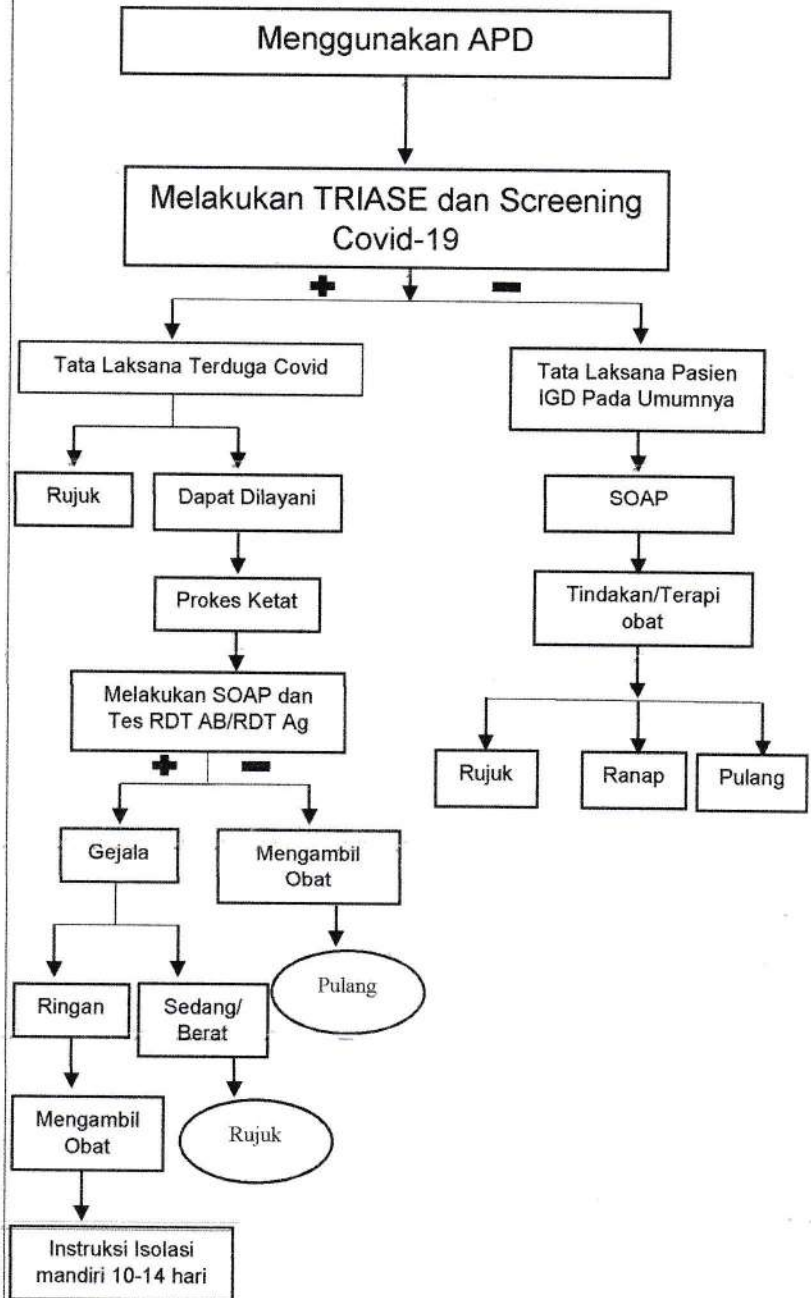 Menggunakan APD
Melakukan TRIASE dan Screening
Covid-19
+ -
Tata Laksana Terduga Covid
Tata Laksana Pasien
IGD Pada Umumnya
Rujuk
Dapat Dilayani
SOAP
Prokes Ketat
Tindakan/Terapi
obat
Melakukan SOAP dan
Tes RDT AB/RDT Ag
+ -
Rujuk
Ranap
Pulang
Gejala
Mengambil
Obat
Pulang
Ringan
Sedang/
Berat
Mengambil
Obat
Rujuk
Instruksi Isolasi
mandiri 10-14 hari